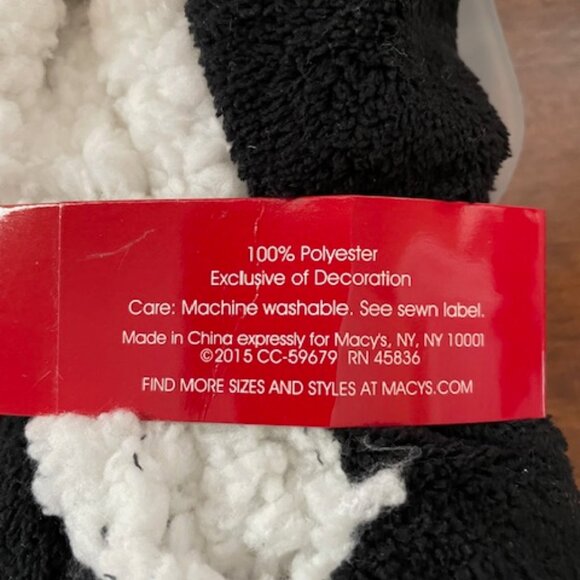 100% Polyester
Exclusive of Decoration
Care: Machine washable. See sewn label.
Made in China expressly for Macy's, NY, NY 10001
©2015 CC-59679 RN 45836
FIND MORE SIZES AND STYLES AT MACYS.COM